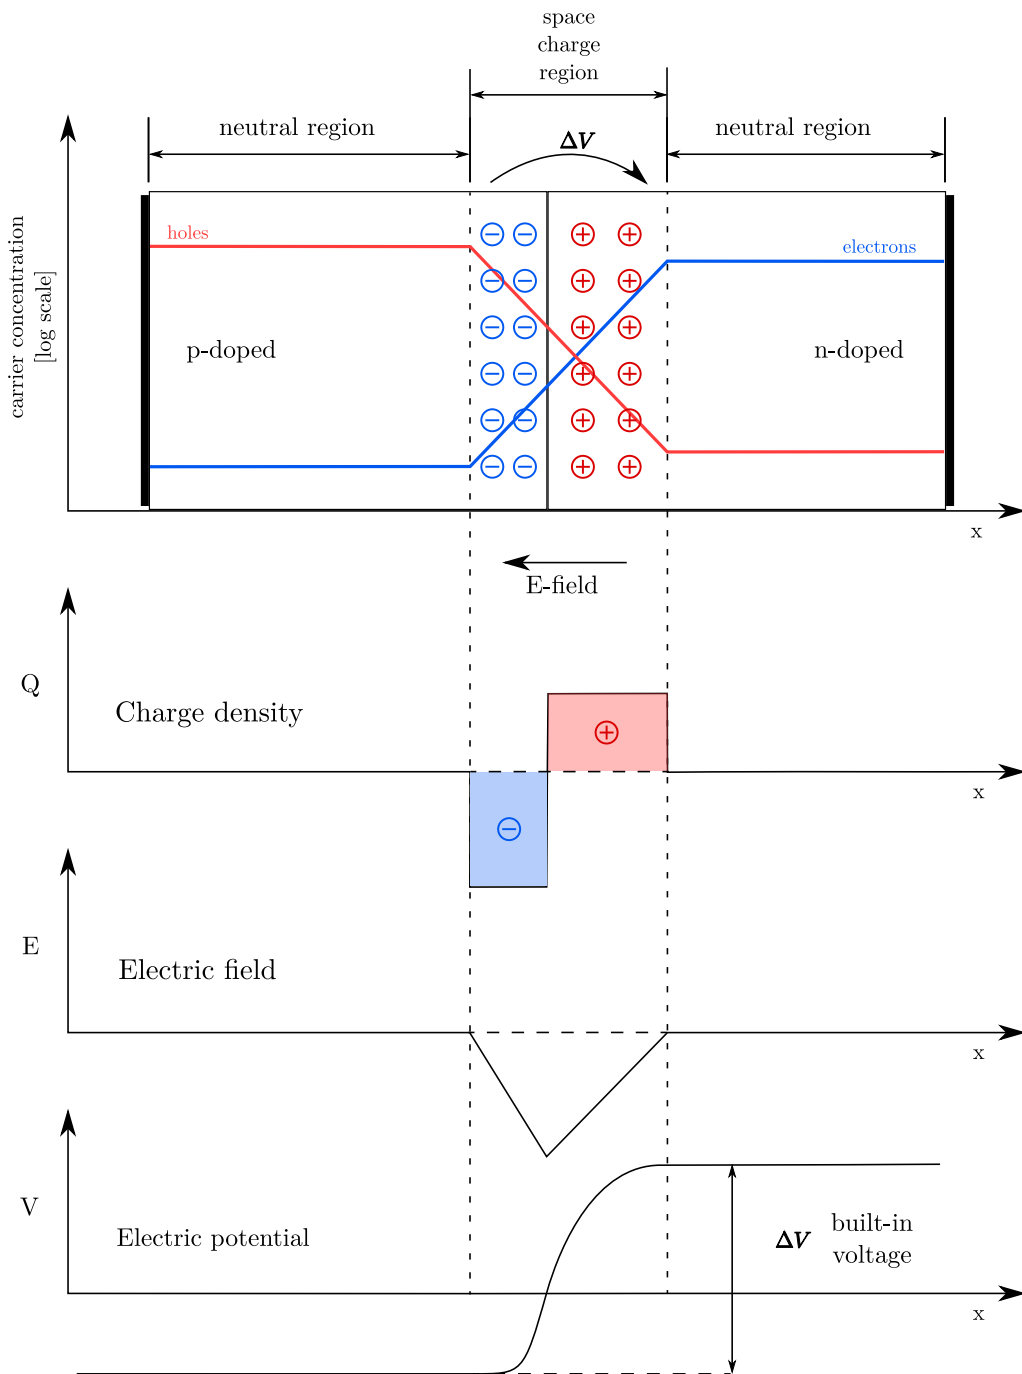 space
charge
region
neutral region
neutral region
ΔV
carrier concentration
[log scale]
holes
electrons
p-doped
n-doped
x
E-field
Q
Charge density
x
E
Electric field
x
V
Electric potential
ΔV
built-in
voltage
x